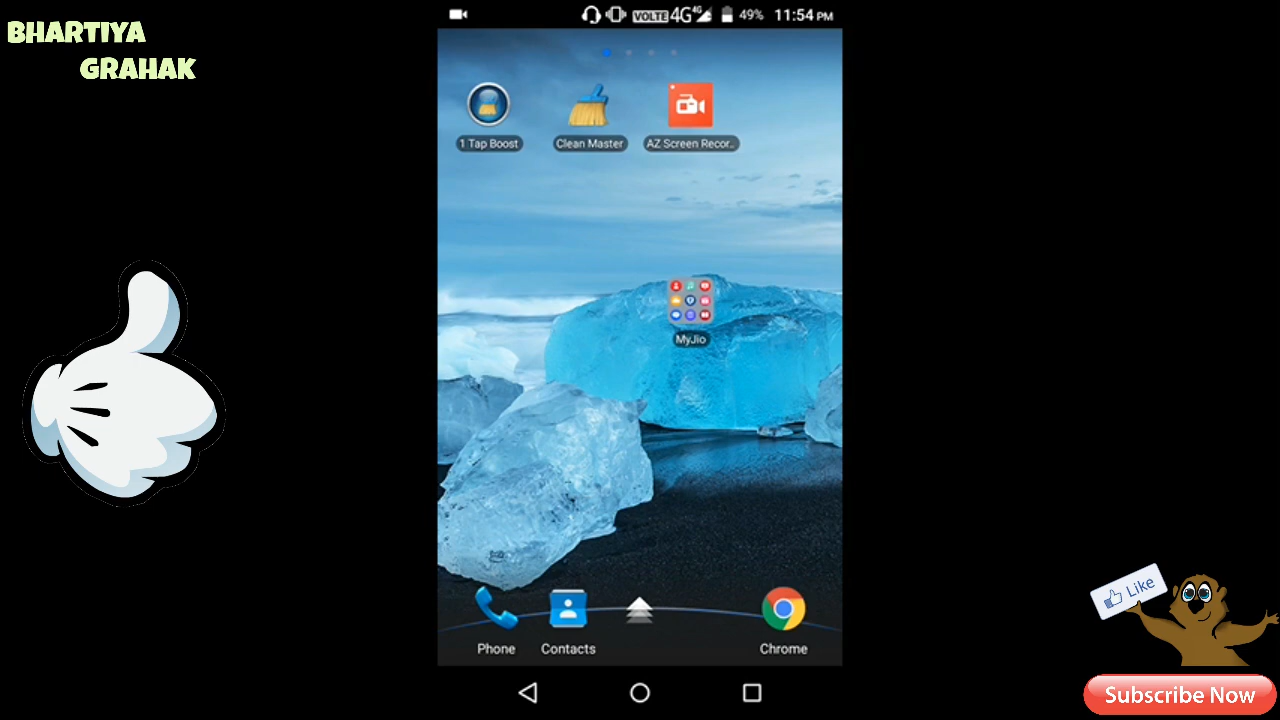 BHARTIYA
GRAHAK
VOLTE 4G 4G 49% 11:54 PM
1 Tap Boost
Clean Master
AZ Screen Recor..
MyJio
Phone
Contacts
Chrome
Like
Subscribe Now